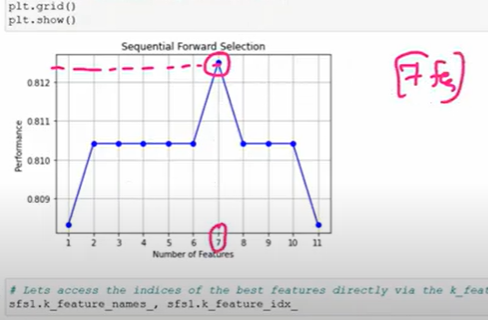 plt.grid()
plt.show()
Sequential Forward Selection
[7 fes]
0.812
0.811
0.810
0.809
Performance
1 2 3 4 5 6 7 8 9 10 11
Number of Features
# Lets access the indices of the best features directly via the k_feat
sfs1.k_feature_names_, sfs1.k_feature_idx_